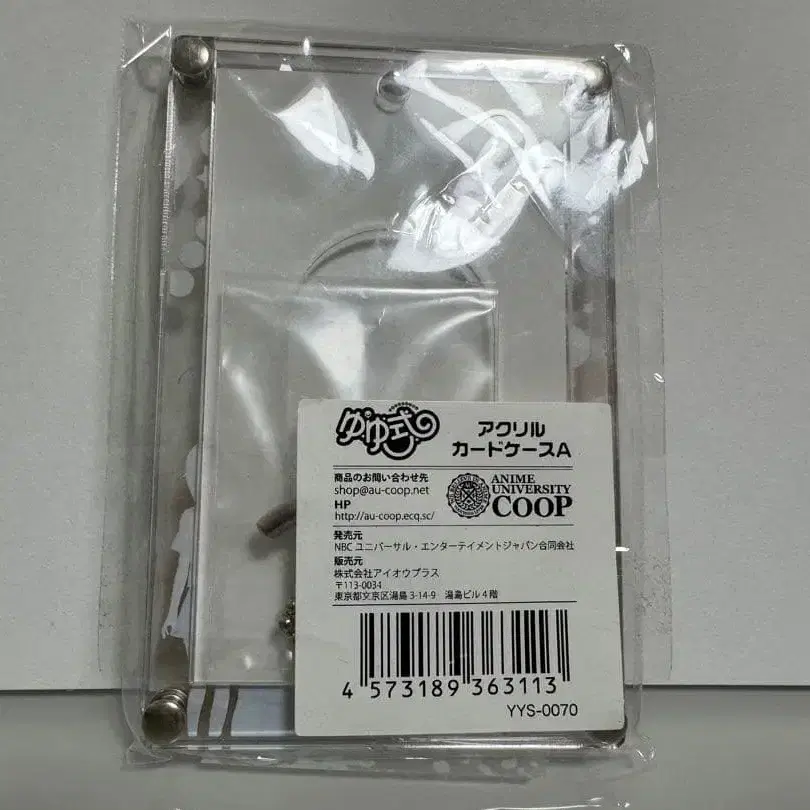 ゆゆ式
アクリル
カードケースA
商品のお問い合わせ先
shop@au-coop.net
HP
http://au-coop.ecq.sc/
ANIME
UNIVERSITY
COOP
発売元
NBC ユニバーサル・エンターテイメントジャパン合同会社
販売元
株式会社アイオウプラス
〒113-0034
東京都文京区湯島 3-14-9 湯島ビル 4 階
4 573189 363113
YYS-0070